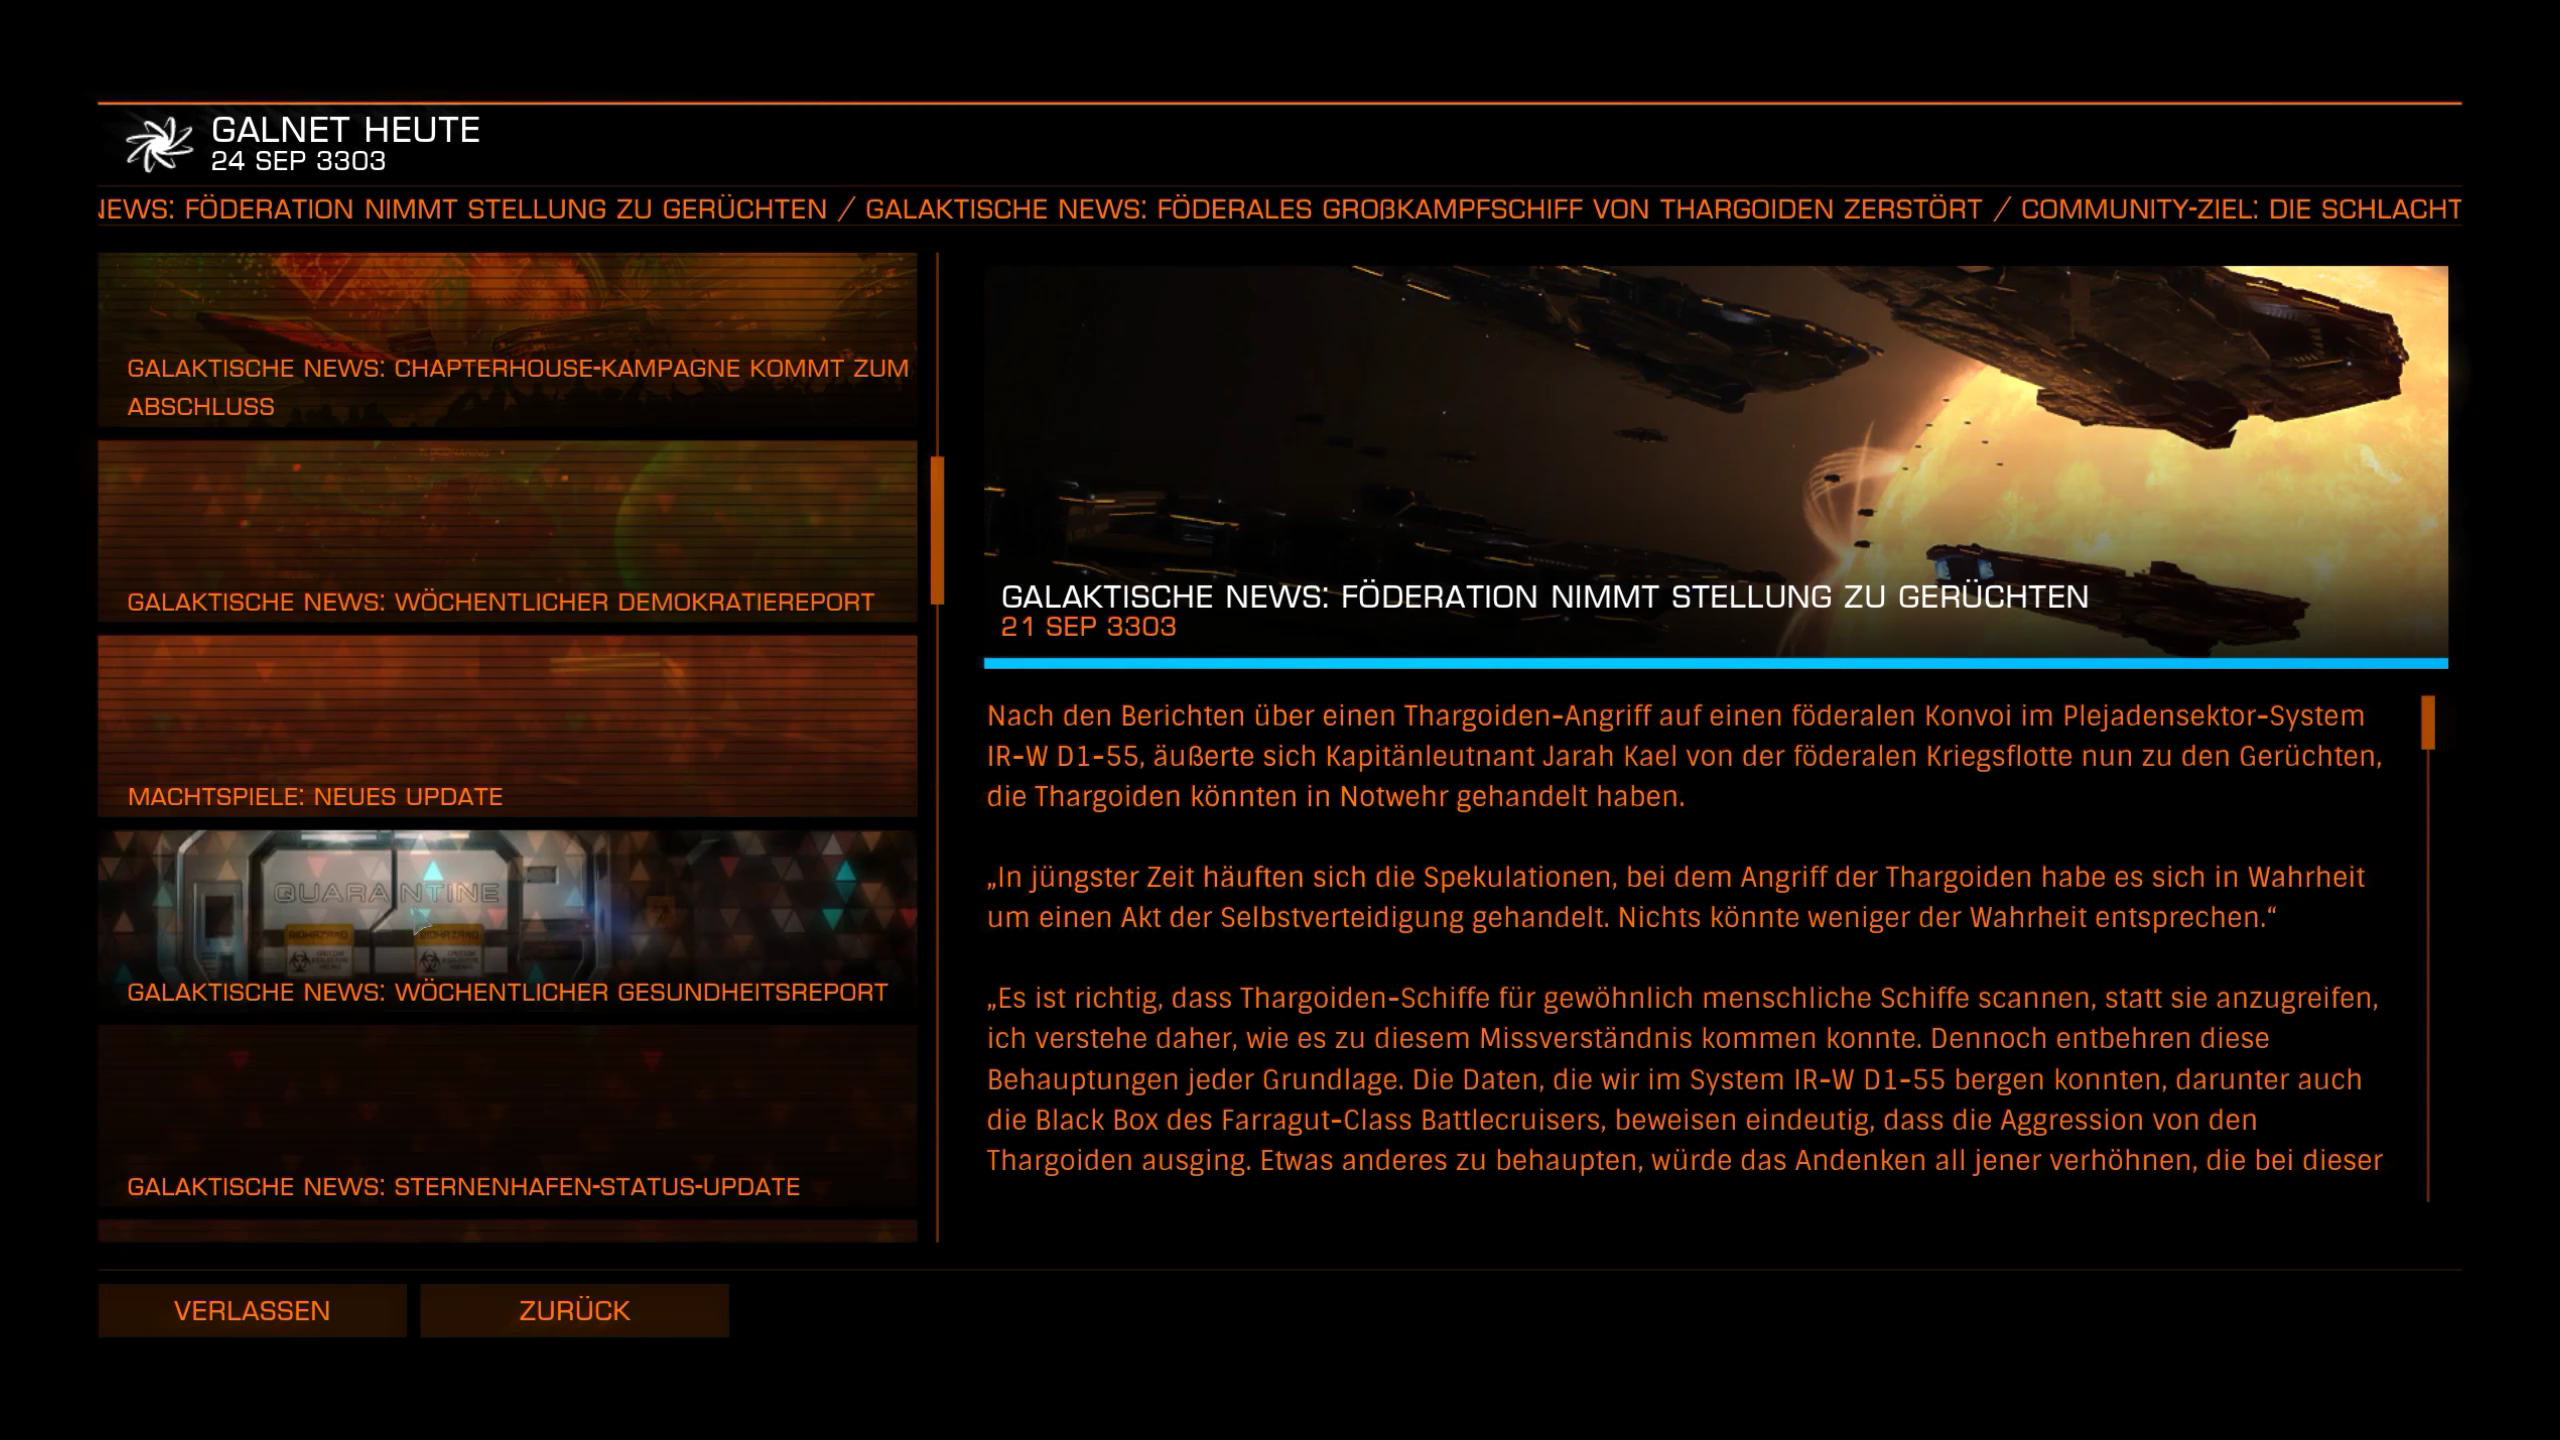 GALNET HEUTE
24 SEP 3303
NEWS: FÖDERATION NIMMT STELLUNG ZU GERÜCHTEN / GALAKTISCHE NEWS: FÖDERALES GROßKAMPFSCHIFF VON THARGOIDEN ZERSTÖRT / COMMUNITY-ZIEL: DIE SCHLACHT
GALAKTISCHE NEWS: CHAPTERHOUSE-KAMPAGNE KOMMT ZUM
ABSCHLUSS
GALAKTISCHE NEWS: WÖCHENTLICHER DEMOKRATIEREPORT
MACHTSPIELE: NEUES UPDATE
QUARANTINE
BIOHAZARD
BIOHAZARD
GALAKTISCHE NEWS: WÖCHENTLICHER GESUNDHEITSREPORT
GALAKTISCHE NEWS: STERNENHAFEN-STATUS-UPDATE
GALAKTISCHE NEWS: FÖDERATION NIMMT STELLUNG ZU GERÜCHTEN
21 SEP 3303
Nach den Berichten über einen Thargoiden-Angriff auf einen föderalen Konvoi im Plejadensektor-System
IR-W D1-55, äußerte sich Kapitänleutnant Jarah Kael von der föderalen Kriegsflotte nun zu den Gerüchten,
die Thargoiden könnten in Notwehr gehandelt haben.
„In jüngster Zeit häuften sich die Spekulationen, bei dem Angriff der Thargoiden habe es sich in Wahrheit
um einen Akt der Selbstverteidigung gehandelt. Nichts könnte weniger der Wahrheit entsprechen.“
„Es ist richtig, dass Thargoiden-Schiffe für gewöhnlich menschliche Schiffe scannen, statt sie anzugreifen,
ich verstehe daher, wie es zu diesem Missverständnis kommen konnte. Dennoch entbehren diese
Behauptungen jeder Grundlage. Die Daten, die wir im System IR-W D1-55 bergen konnten, darunter auch
die Black Box des Farragut-Class Battlecruisers, beweisen eindeutig, dass die Aggression von den
Thargoiden ausging. Etwas anderes zu behaupten, würde das Andenken all jener verhöhnen, die bei dieser
VERLASSEN
ZURÜCK